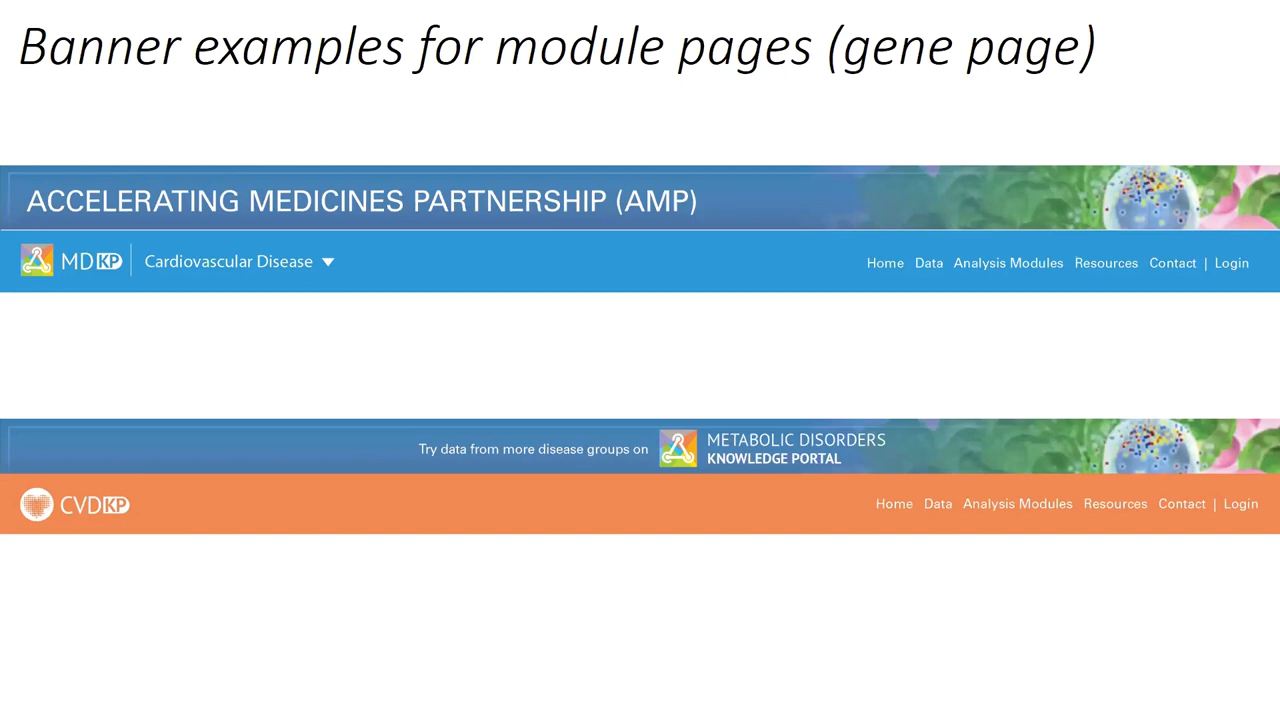 Banner examples for module pages (gene page)
ACCELERATING MEDICINES PARTNERSHIP (AMP)
MDKP Cardiovascular Disease Home Data Analysis Modules Resources Contact | Login
Try data from more disease groups on METABOLIC DISORDERS
KNOWLEDGE PORTAL
CVDKP Home Data Analysis Modules Resources Contact | Login